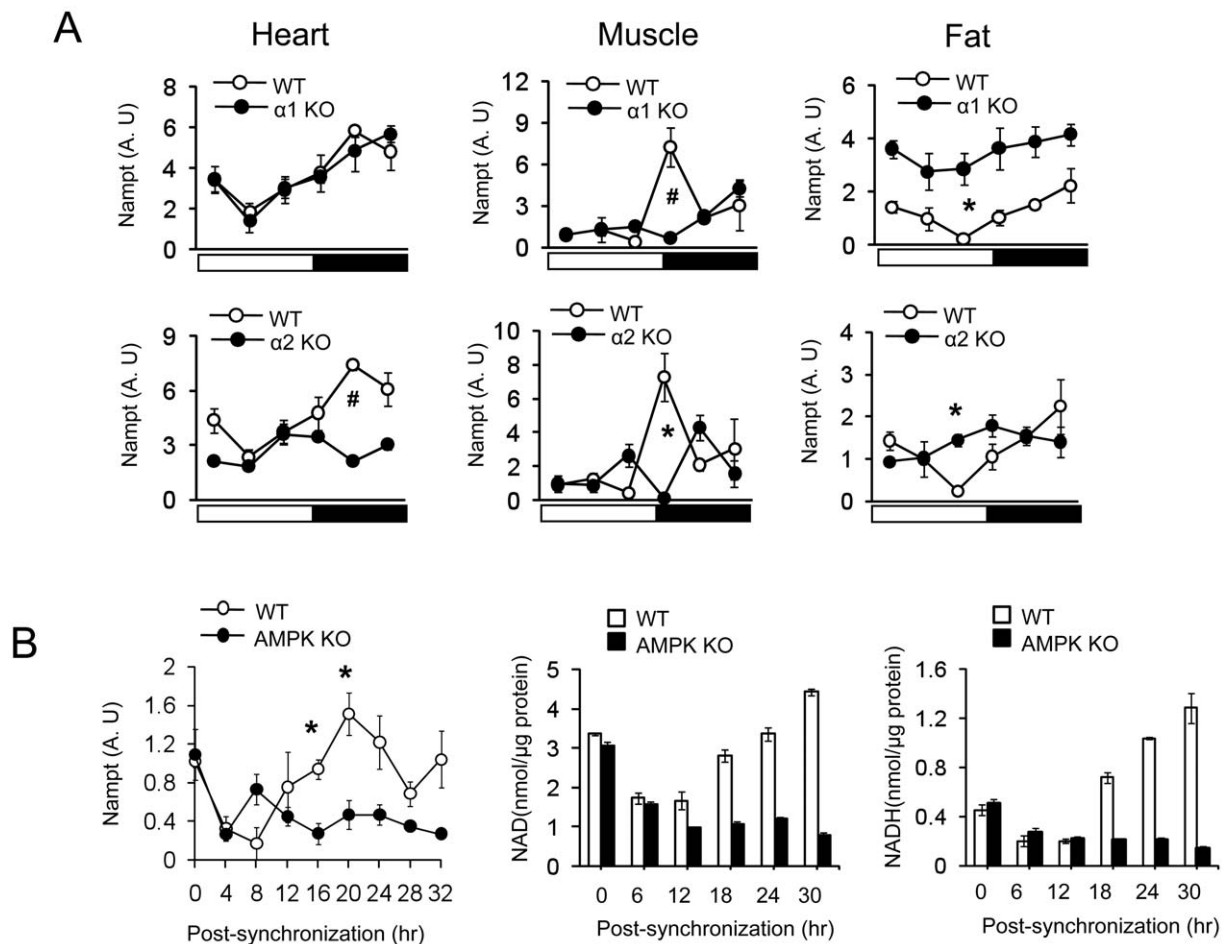 A
Heart
Muscle
Fat
WT
α1 KO
Nampt (A. U)
8
6
4
2
0
WT
α1 KO
Nampt (A. U)
12
9
6
3
0
#
WT
α1 KO
Nampt (A. U)
6
4
2
0
*
WT
α2 KO
Nampt (A. U)
9
6
3
0
#
WT
α2 KO
Nampt (A. U)
10
8
6
4
2
0
*
WT
α2 KO
Nampt (A. U)
4
3
2
1
0
*
B
WT
AMPK KO
Nampt (A. U)
2
1.6
1.2
0.8
0.4
0
* *
0 4 8 12 16 20 24 28 32
Post-synchronization (hr)
WT
AMPK KO
NAD(nmol/µg protein)
5
4
3
2
1
0
0 6 12 18 24 30
Post-synchronization (hr)
WT
AMPK KO
NADH(nmol/µg protein)
1.6
1.2
0.8
0.4
0
0 6 12 18 24 30
Post-synchronization (hr)